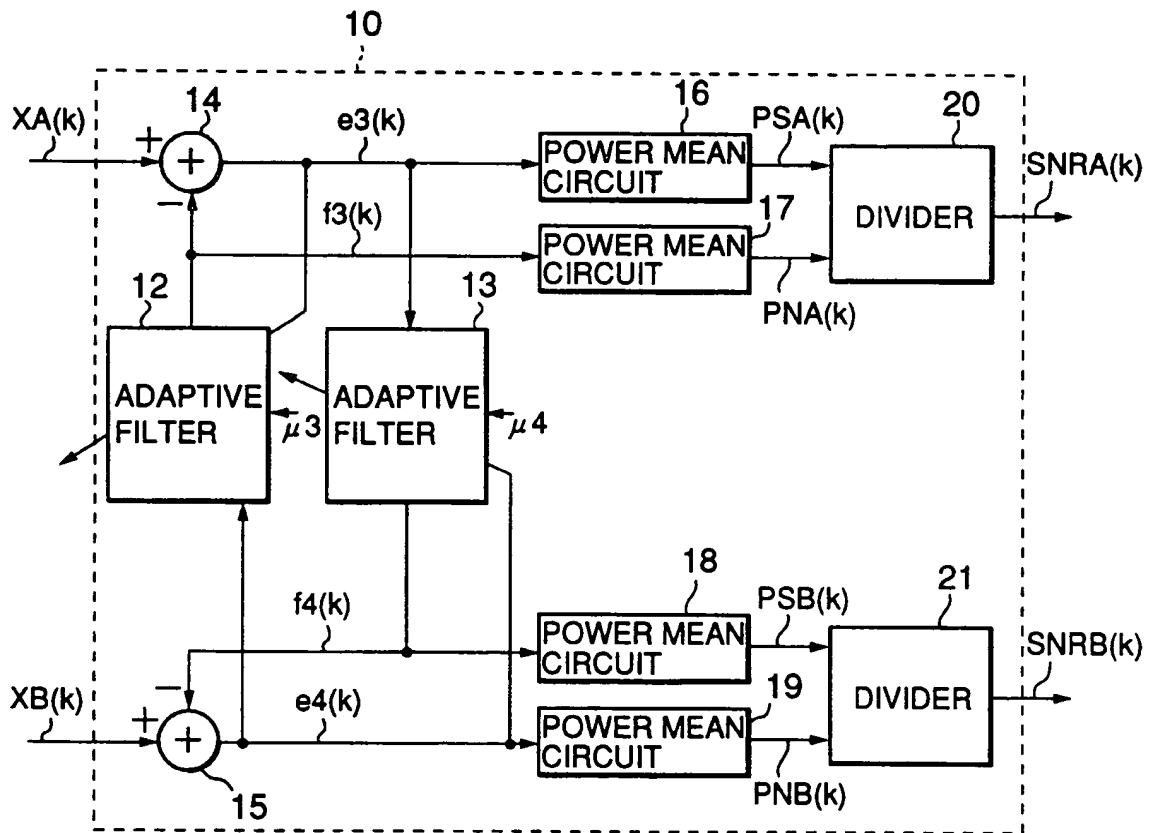 10
XA(k)
+
14
+
−
e3(k)
f3(k)
16
POWER MEAN
CIRCUIT
PSA(k)
17
POWER MEAN
CIRCUIT
PNA(k)
20
DIVIDER
SNRA(k)
12
ADAPTIVE
FILTER
μ3
13
ADAPTIVE
FILTER
μ4
f4(k)
18
POWER MEAN
CIRCUIT
PSB(k)
21
DIVIDER
SNRB(k)
XB(k)
−
+
+
15
e4(k)
19
POWER MEAN
CIRCUIT
PNB(k)